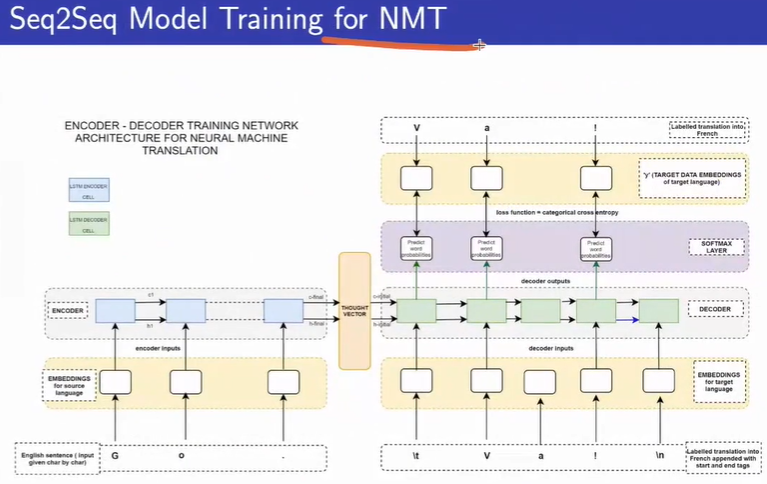 Seq2Seq Model Training for NMT
ENCODER - DECODER TRAINING NETWORK
ARCHITECTURE FOR NEURAL MACHINE
TRANSLATION
LSTM ENCODER
CELL
LSTM DECODER
CELL
V a !
Labelled translation into
French
'y' (TARGET DATA EMBEDDINGS
of target language)
loss function = categorical cross entropy
Predict
word
probabilities
Predict
word
probabilities
Predict
word
probabilities
SOFTMAX
LAYER
decoder outputs
ENCODER
c1
h1
c-final
h-final
THOUGHT
VECTOR
c-initial
h-initial
DECODER
encoder inputs
decoder inputs
EMBEDDINGS
for source
language
EMBEDDINGS
for target
language
English sentence ( input
given char by char)
G o .
\t V a ! \n
Labelled translation into
French appended with
start and end tags